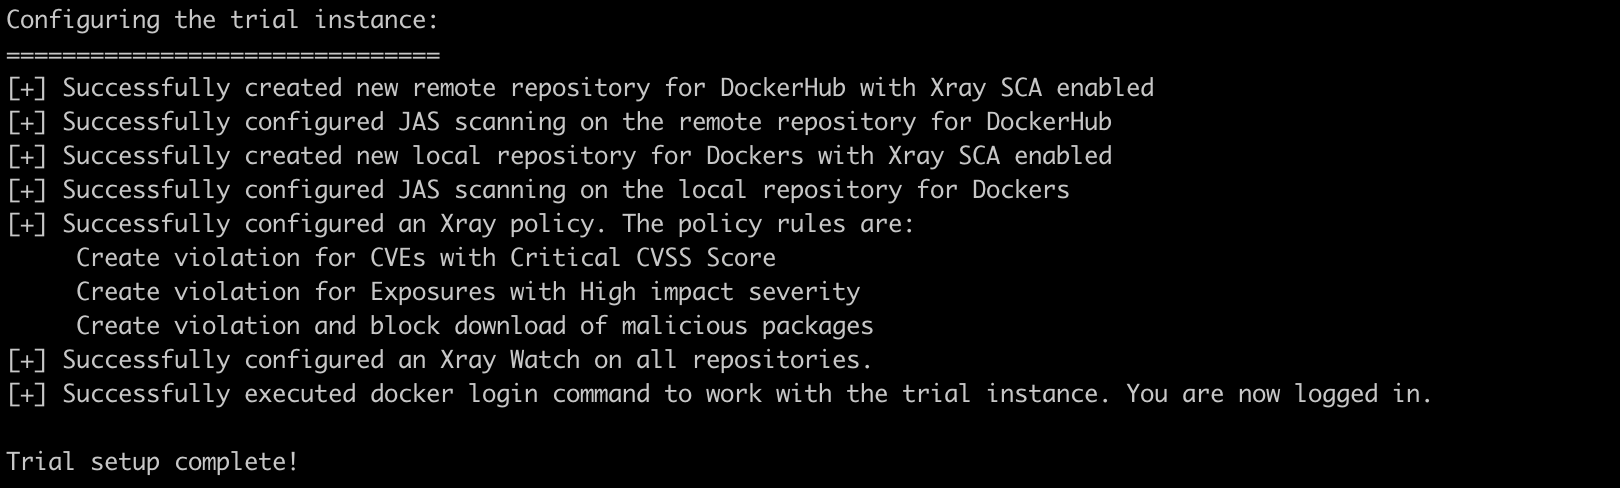 Configuring the trial instance:
===============================
[+] Successfully created new remote repository for DockerHub with Xray SCA enabled
[+] Successfully configured JAS scanning on the remote repository for DockerHub
[+] Successfully created new local repository for Dockers with Xray SCA enabled
[+] Successfully configured JAS scanning on the local repository for Dockers
[+] Successfully configured an Xray policy. The policy rules are:
     Create violation for CVEs with Critical CVSS Score
     Create violation for Exposures with High impact severity
     Create violation and block download of malicious packages
[+] Successfully configured an Xray Watch on all repositories.
[+] Successfully executed docker login command to work with the trial instance. You are now logged in.

Trial setup complete!